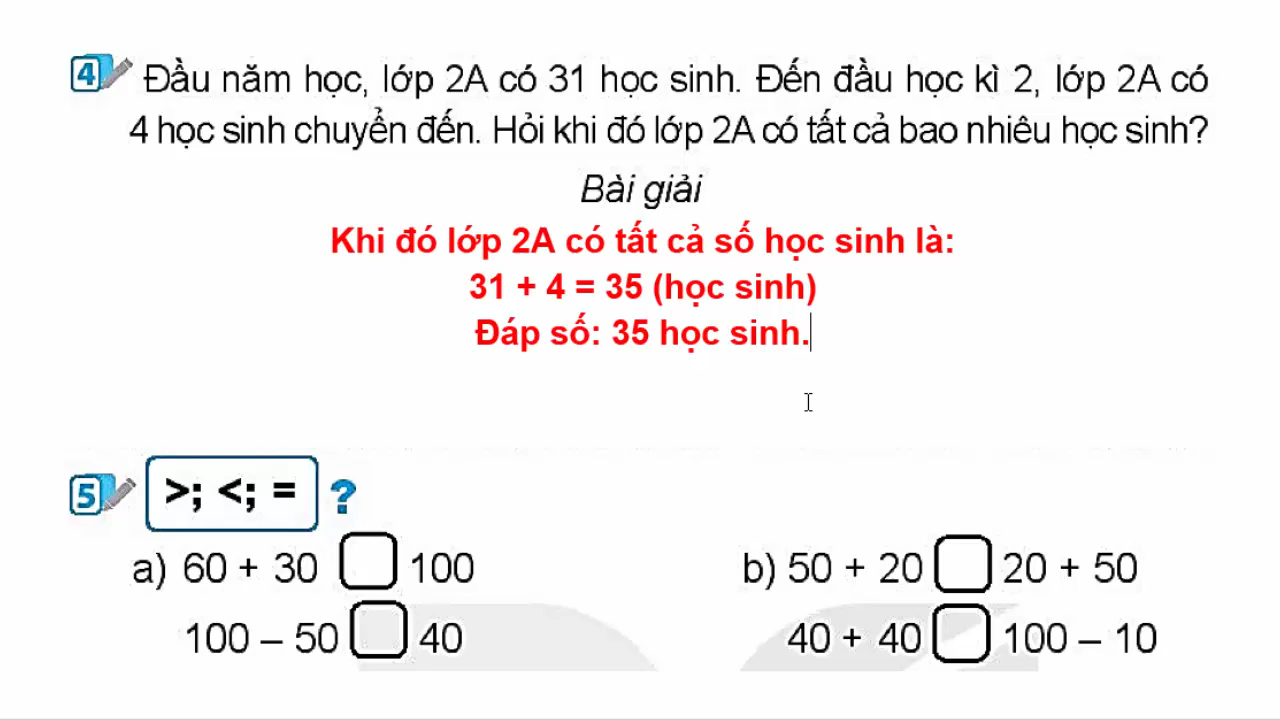 4 Đầu năm học, lớp 2A có 31 học sinh. Đến đầu học kì 2, lớp 2A có
4 học sinh chuyển đến. Hỏi khi đó lớp 2A có tất cả bao nhiêu học sinh?
Bài giải
Khi đó lớp 2A có tất cả số học sinh là:
31 + 4 = 35 (học sinh)
Đáp số: 35 học sinh.
5 >; <; = ?
a) 60 + 30 □ 100 b) 50 + 20 □ 20 + 50
100 – 50 □ 40 40 + 40 □ 100 – 10